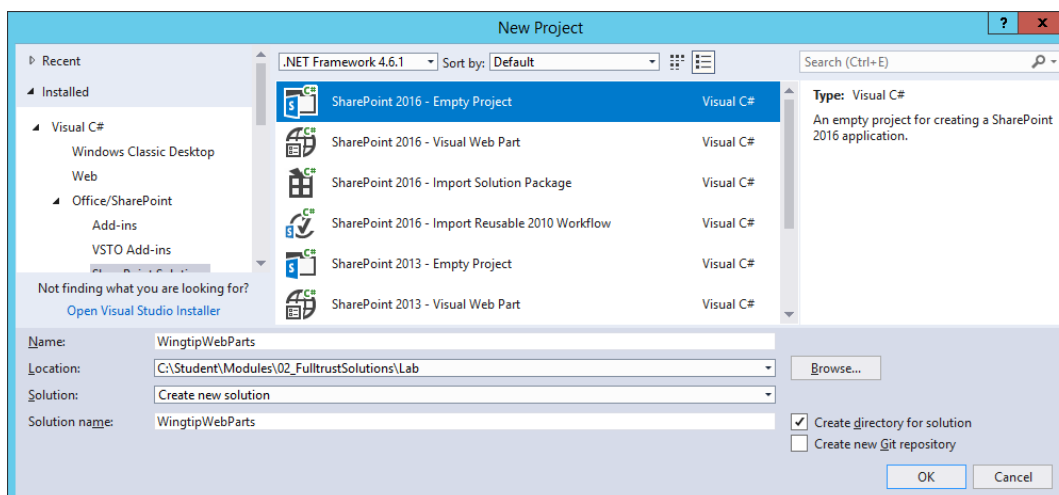 New Project
? x
Recent
Installed
Visual C#
Windows Classic Desktop
Web
Office/SharePoint
Add-ins
VSTO Add-ins
Not finding what you are looking for?
Open Visual Studio Installer
.NET Framework 4.6.1 Sort by: Default
C# SharePoint 2016 - Empty Project Visual C#
C# SharePoint 2016 - Visual Web Part Visual C#
C# SharePoint 2016 - Import Solution Package Visual C#
C# SharePoint 2016 - Import Reusable 2010 Workflow Visual C#
C# SharePoint 2013 - Empty Project Visual C#
C# SharePoint 2013 - Visual Web Part Visual C#
Search (Ctrl+E)
Type: Visual C#
An empty project for creating a SharePoint
2016 application.
Name: WingtipWebParts
Location: C:\Student\Modules\02_FulltrustSolutions\Lab Browse...
Solution: Create new solution
Solution name: WingtipWebParts
Create directory for solution
Create new Git repository
OK Cancel